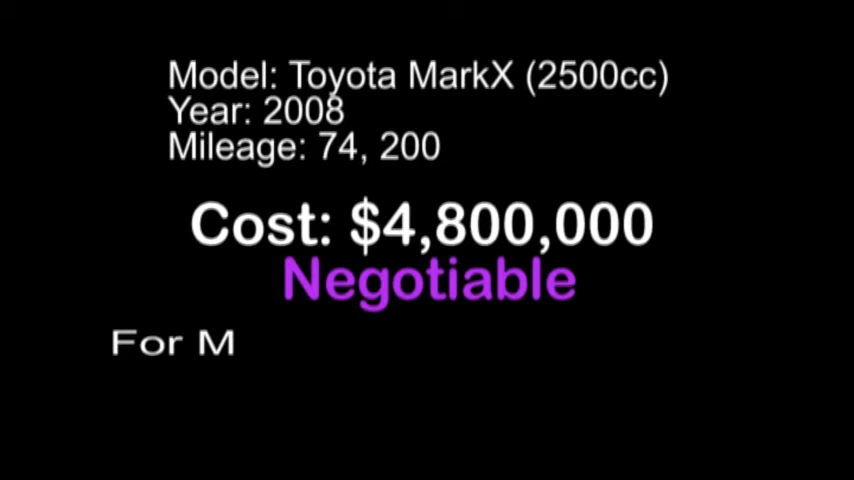 Model: Toyota MarkX (2500cc)
Year: 2008
Mileage: 74, 200
Cost: $4,800,000
Negotiable
For M